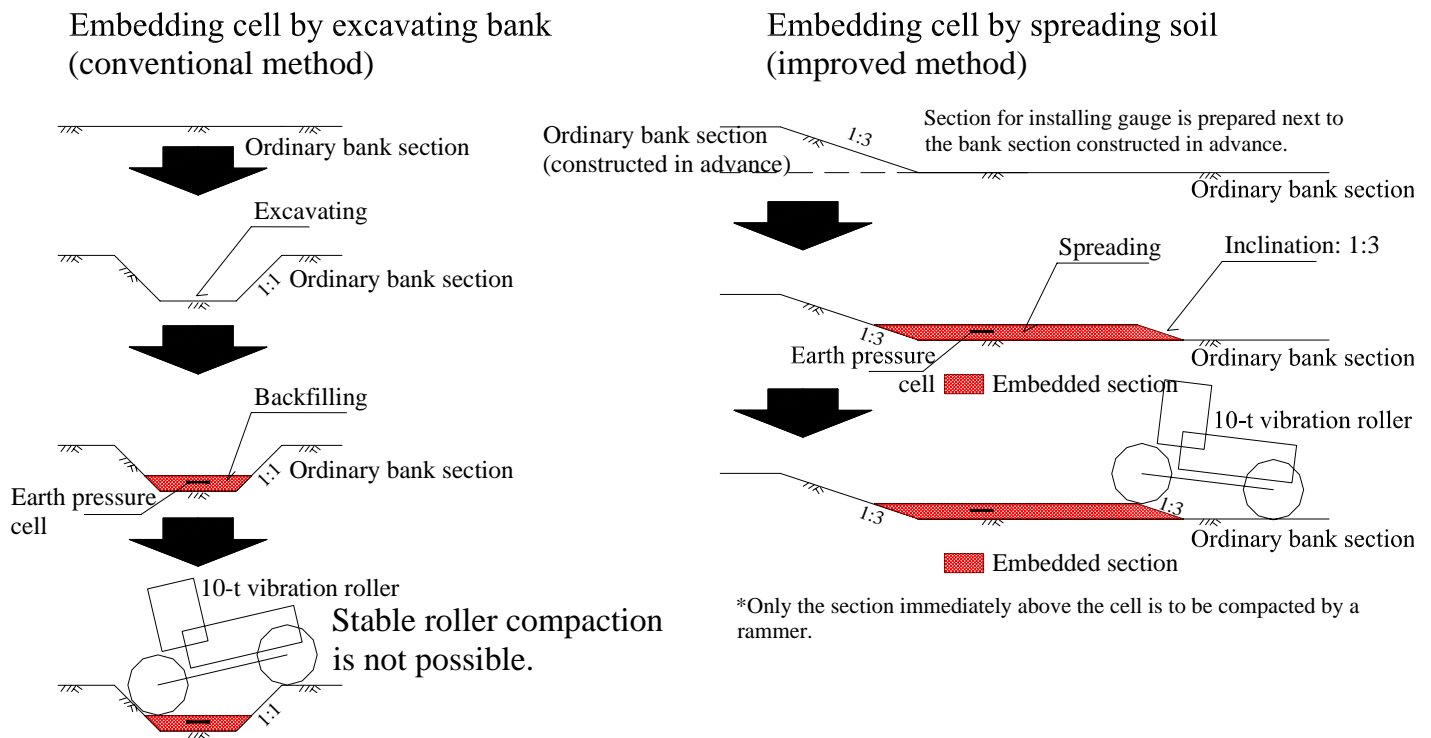 Embedding cell by excavating bank
(conventional method)
Ordinary bank section
Excavating
1:1 Ordinary bank section
Backfilling
1:1 Ordinary bank section
Earth pressure
cell
10-t vibration roller
Stable roller compaction
is not possible.
1:1
Embedding cell by spreading soil
(improved method)
Ordinary bank section
(constructed in advance)
1:3
Section for installing gauge is prepared next to
the bank section constructed in advance.
Ordinary bank section
Spreading
Inclination: 1:3
1:3
Earth pressure
cell
Ordinary bank section
Embedded section
10-t vibration roller
1:3
1:3
Ordinary bank section
Embedded section
*Only the section immediately above the cell is to be compacted by a
rammer.